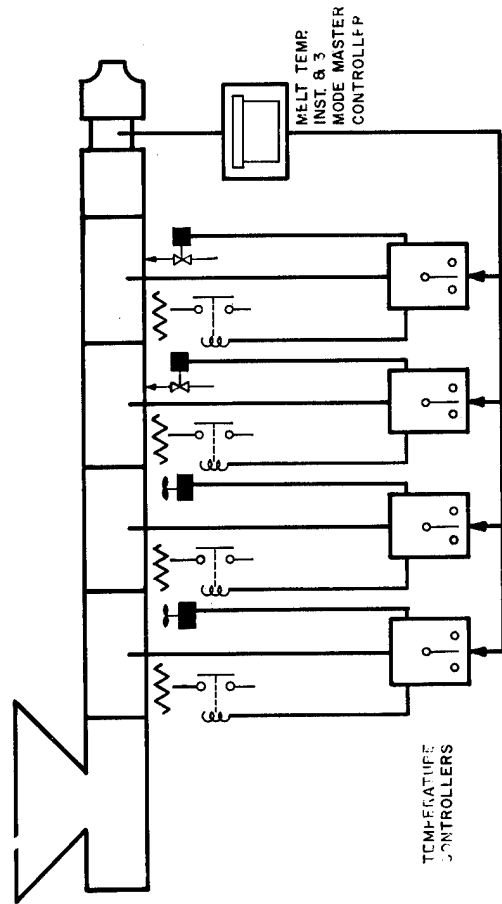 MELT TEMP.
INST. & 3
MODE MASTER
CONTROLLER
TEMPERATURE
CONTROLLERS